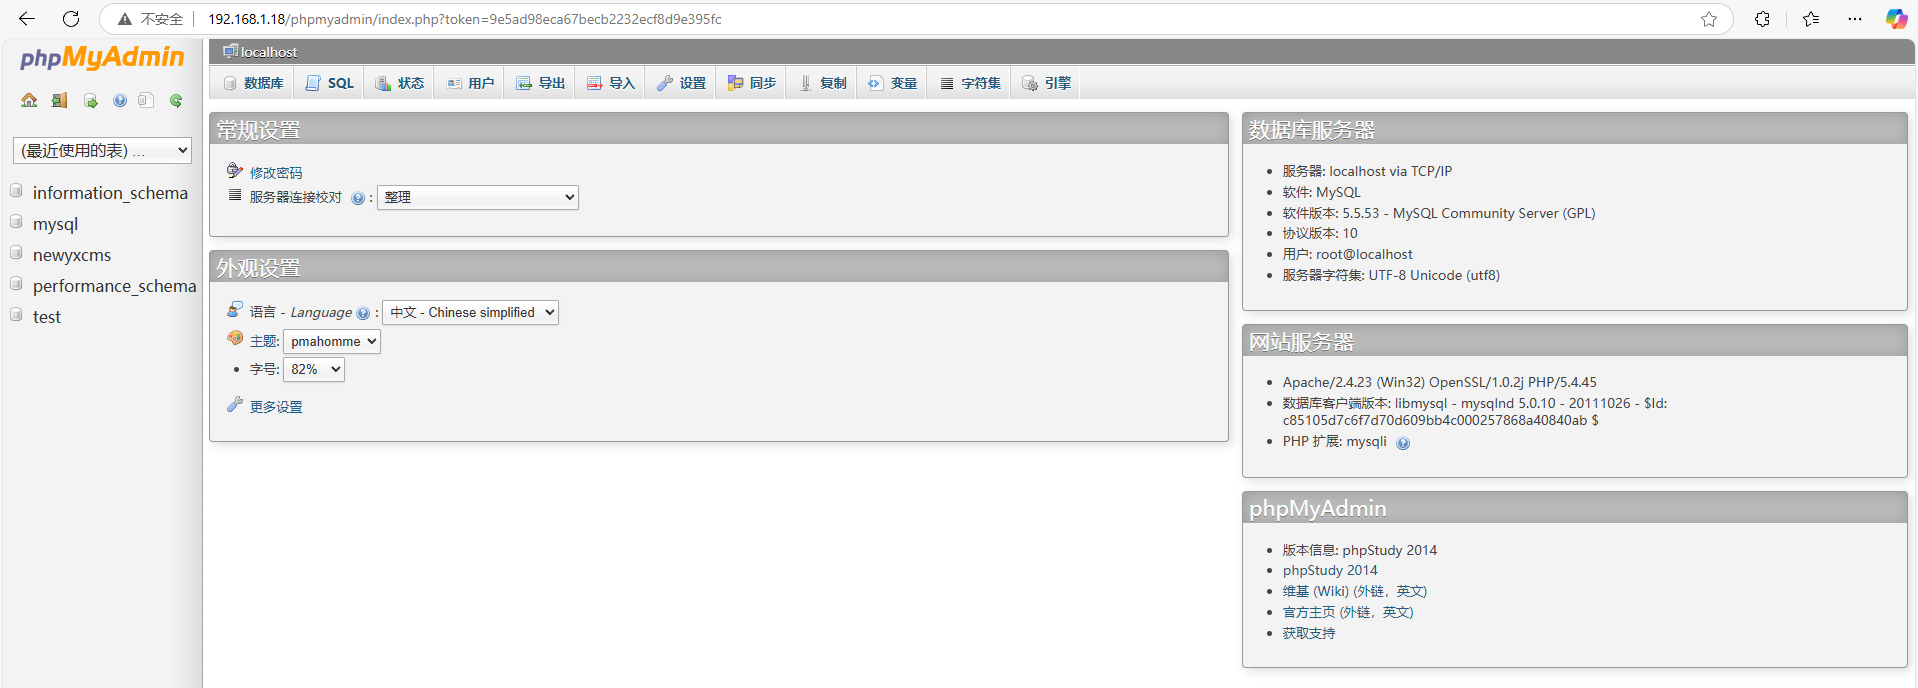 不安全 192.168.1.18/phpmyadmin/index.php?token=9e5ad98eca67becb2232ecf8d9e395fc
phpMyAdmin
(最近使用的表) ...
information_schema
mysql
newyxcms
performance_schema
test
localhost
数据库 SQL 状态 用户 导出 导入 设置 同步 复制 变量 字符集 引擎
常规设置
修改密码
服务器连接校对 : 整理
外观设置
语言 - Language : 中文 - Chinese simplified
主题: pmahomme
字号: 82%
更多设置
数据库服务器
服务器: localhost via TCP/IP
软件: MySQL
软件版本: 5.5.53 - MySQL Community Server (GPL)
协议版本: 10
用户: root@localhost
服务器字符集: UTF-8 Unicode (utf8)
网站服务器
Apache/2.4.23 (Win32) OpenSSL/1.0.2j PHP/5.4.45
数据库客户端版本: libmysql - mysqlnd 5.0.10 - 20111026 - $Id:
c85105d7c6f7d70d609bb4c000257868a40840ab $
PHP 扩展: mysqli
phpMyAdmin
版本信息: phpStudy 2014
phpStudy 2014
维基 (Wiki) (外链，英文)
官方主页 (外链，英文)
获取支持